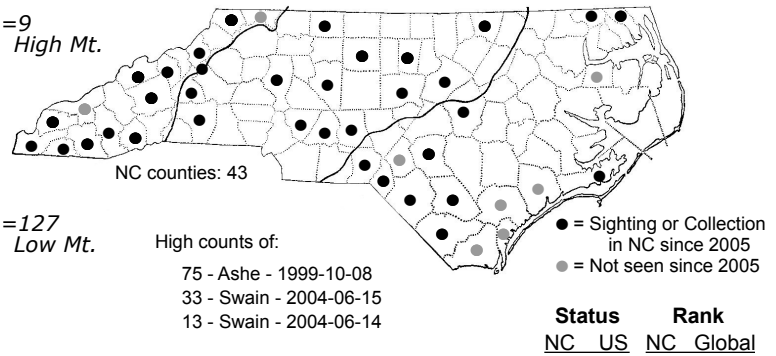 =9
High Mt.
NC counties: 43
=127
Low Mt.
High counts of:
75 - Ashe - 1999-10-08
33 - Swain - 2004-06-15
13 - Swain - 2004-06-14
= Sighting or Collection
in NC since 2005
= Not seen since 2005
Status Rank
NC US NC Global